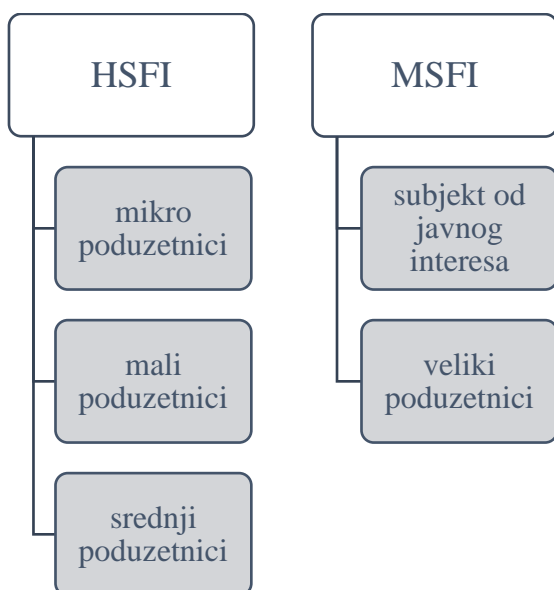 HSFI
mikro
poduzetnici
mali
poduzetnici
srednji
poduzetnici
MSFI
subjekt od
javnog
interesa
veliki
poduzetnici